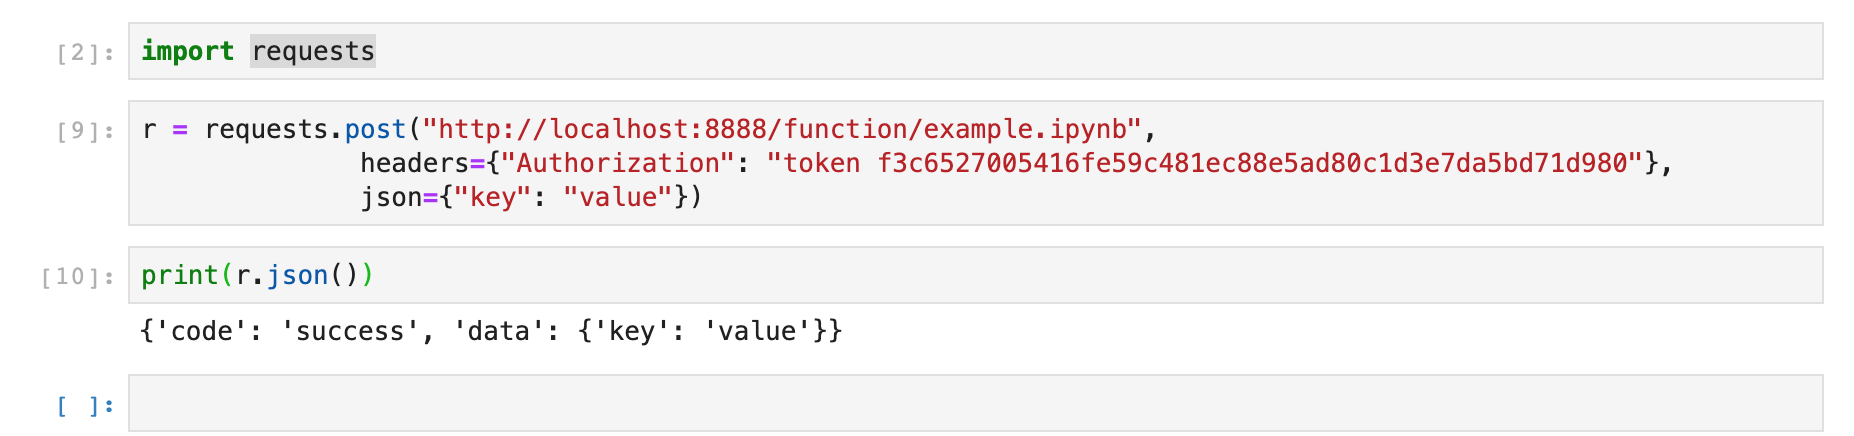 [2]: import requests
[9]: r = requests.post("http://localhost:8888/function/example.ipynb",
headers={"Authorization": "token f3c6527005416fe59c481ec88e5ad80c1d3e7da5bd71d980"},
json={"key": "value"})
[10]: print(r.json())
{'code': 'success', 'data': {'key': 'value'}}
[ ]: